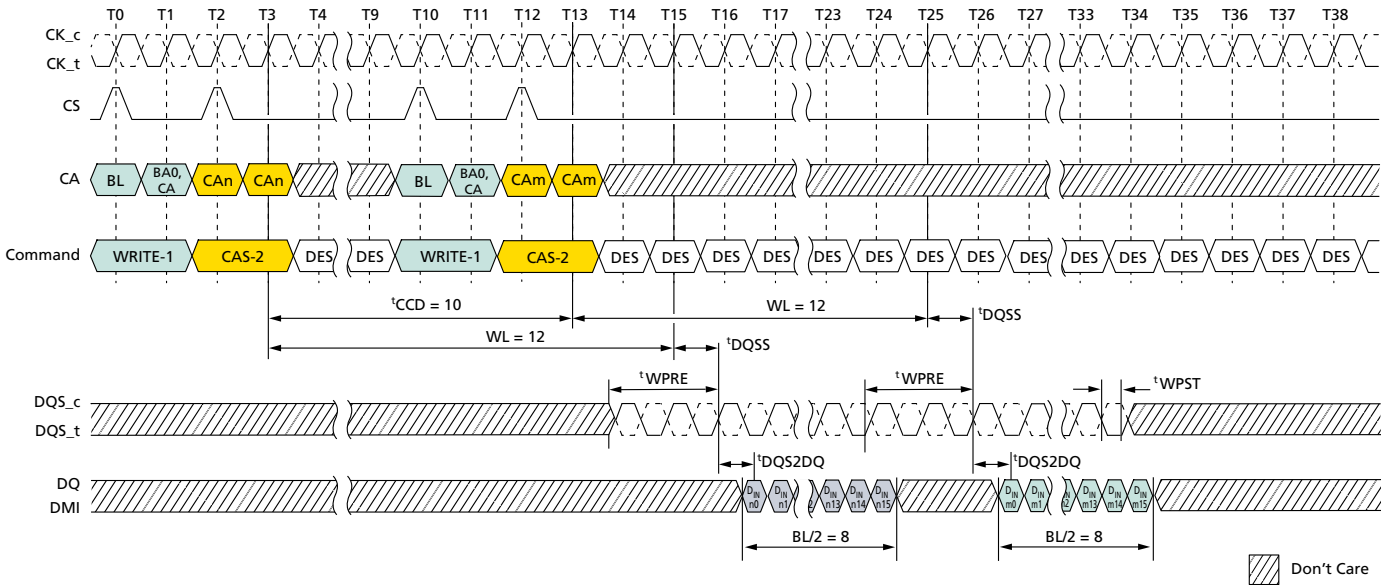 T0 T1 T2 T3 T4 T9 T10 T11 T12 T13 T14 T15 T16 T17 T23 T24 T25 T26 T27 T33 T34 T35 T36 T37 T38
CK_c
CK_t
CS
CA BL BA0, CA CAn CAn BL BA0, CA CAm CAm
Command WRITE-1 CAS-2 DES DES WRITE-1 CAS-2 DES DES DES DES DES DES DES DES DES DES DES DES DES DES DES
tCCD = 10 WL = 12 tDQSS
WL = 12 tDQSS
tWPRE tWPRE tWPST
DQS_c
DQS_t
tDQS2DQ tDQS2DQ
DQ
DMI
DIN n0 DIN n1 DIN n13 DIN n14 DIN n15 DIN m0 DIN m1 DIN m13 DIN m14 DIN m15
BL/2 = 8 BL/2 = 8
Don't Care